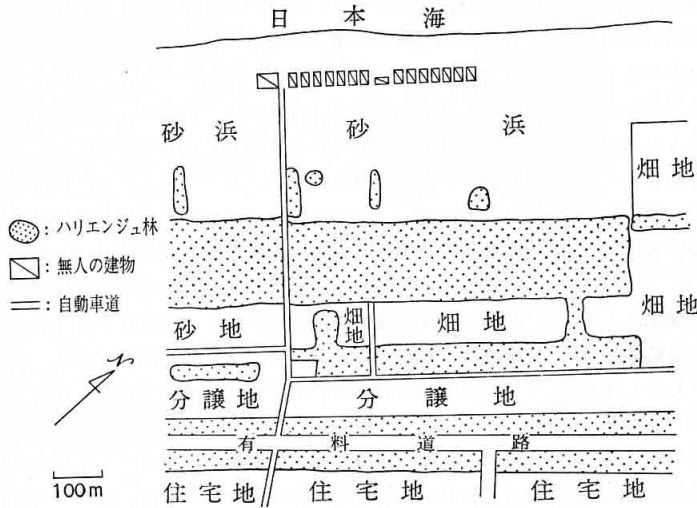 日本海
砂浜
砂浜
畑地
ハリエンジュ林
:無人の建物
:自動車道
砂地
畑地
畑地
畑地
N
分譲地
分譲地
有料道路
100m
住宅地
住宅地
住宅地